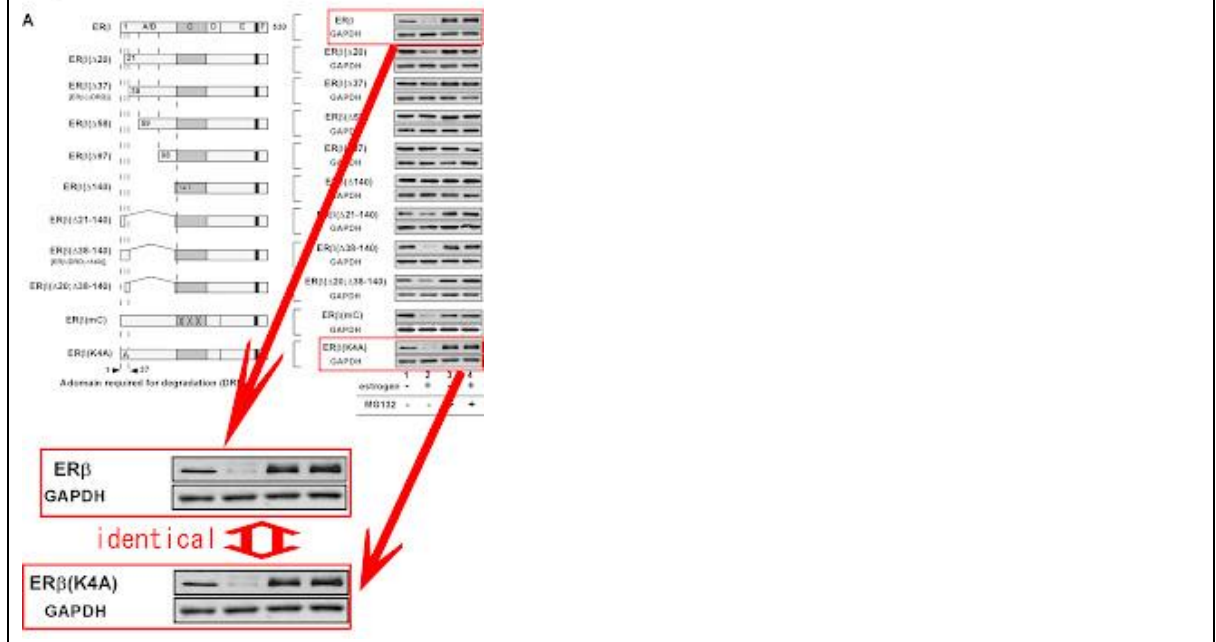 A
ERβ 1 A/B C D E F 530
ERβ
GAPDH
ERβ(Δ20) 21
ERβ(Δ20)
GAPDH
ERβ(Δ37) 38
ERβ(Δ37)
GAPDH
ERβ(Δ58) 59
GAPDH
ERβ(Δ97) 98
GAPDH
ERβ(Δ140) 141
GAPDH
ERβ(Δ21-140)
ERβ(Δ21-140)
GAPDH
ERβ(Δ38-140)
ERβ(Δ38-140)
GAPDH
ERβ(Δ20;Δ38-140)
ERβ(Δ20;Δ38-140)
GAPDH
ERβ(mC) X X X
ERβ(mC)
GAPDH
ERβ(K4A) A
ERβ(K4A)
GAPDH
1 37
A domain required for degradation
1 2 3 4
estrogen - + - +
MG132 - - + +
ERβ
GAPDH
identical
ERβ(K4A)
GAPDH